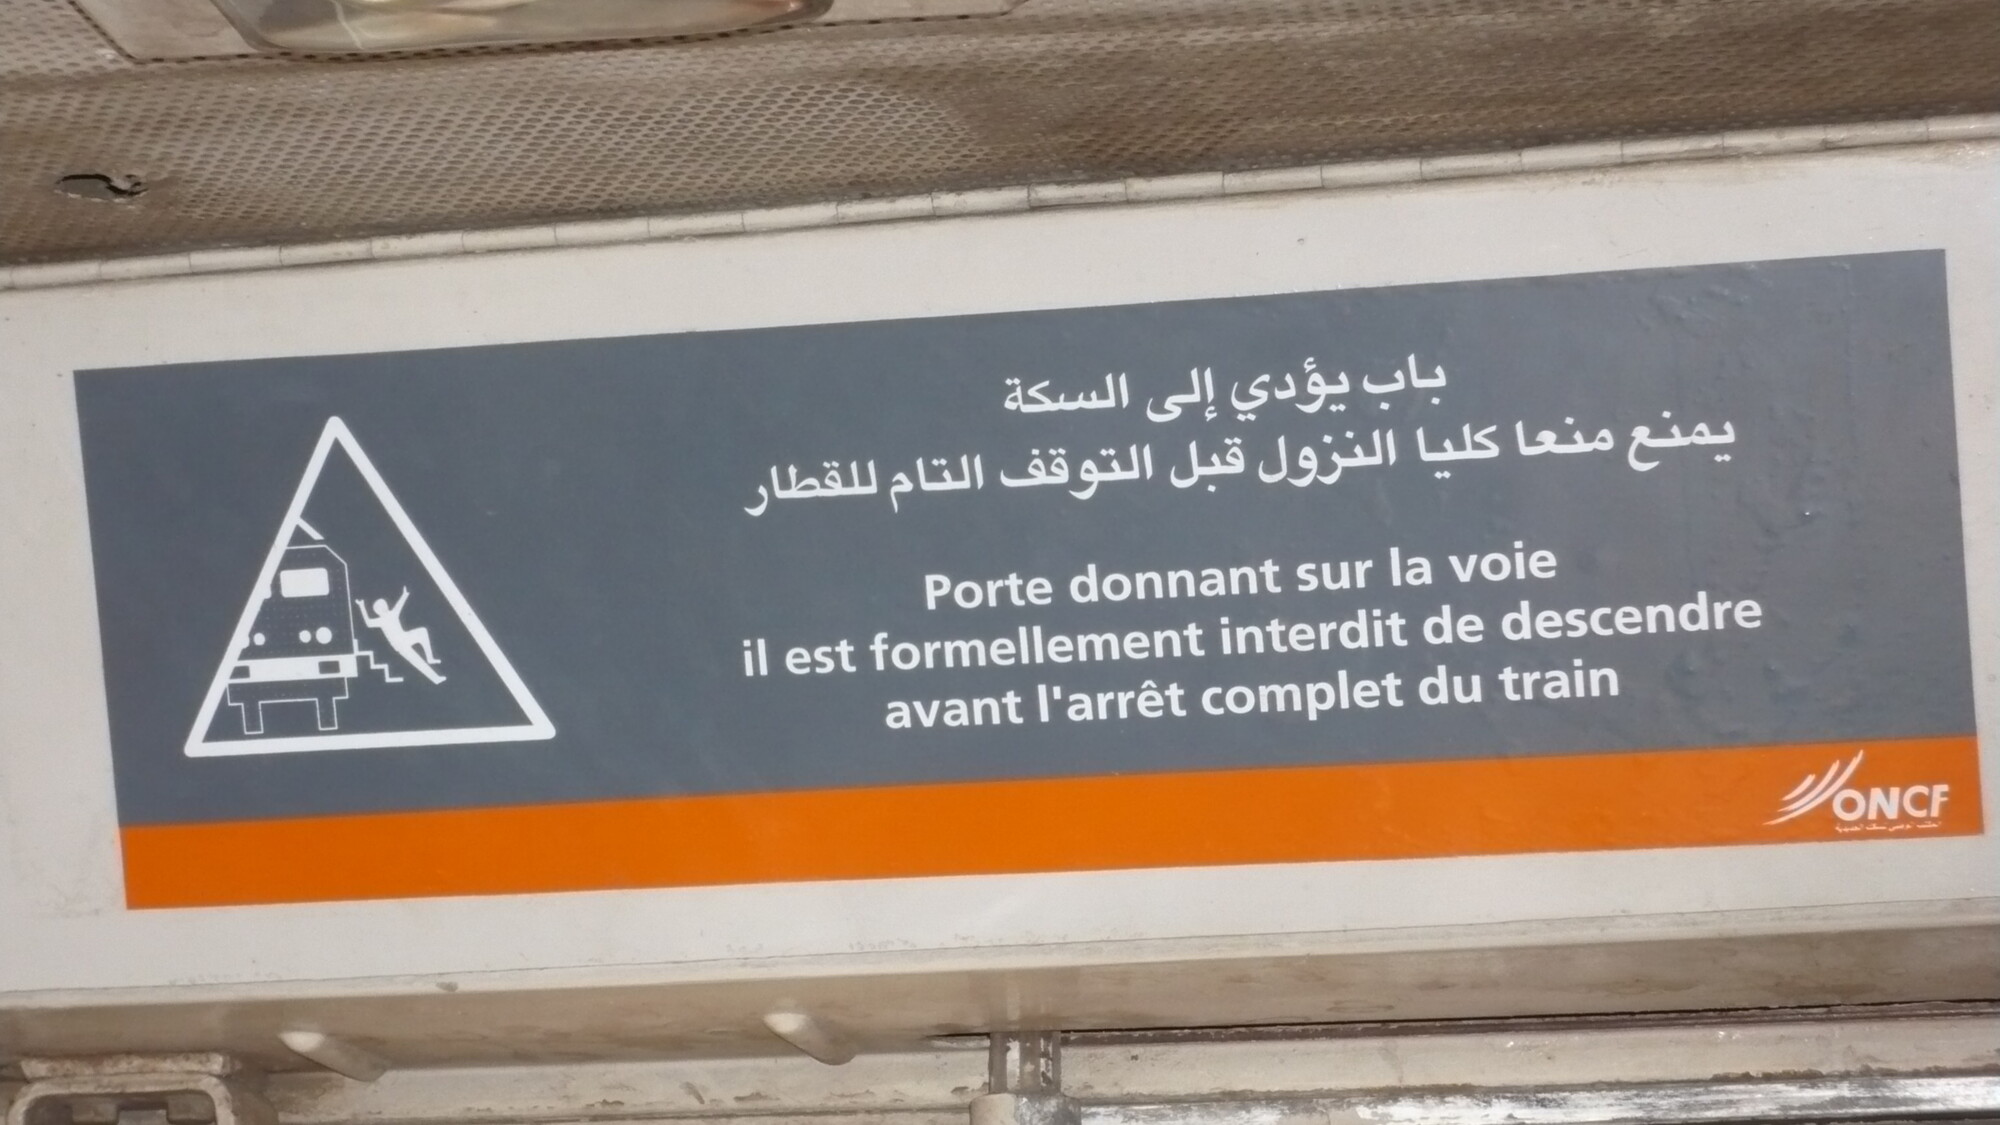 باب يؤدي إلى السكة
يمنع منعا كليا النزول قبل التوقف التام للقطار
Porte donnant sur la voie
il est formellement interdit de descendre
avant l'arrêt complet du train
ONCF